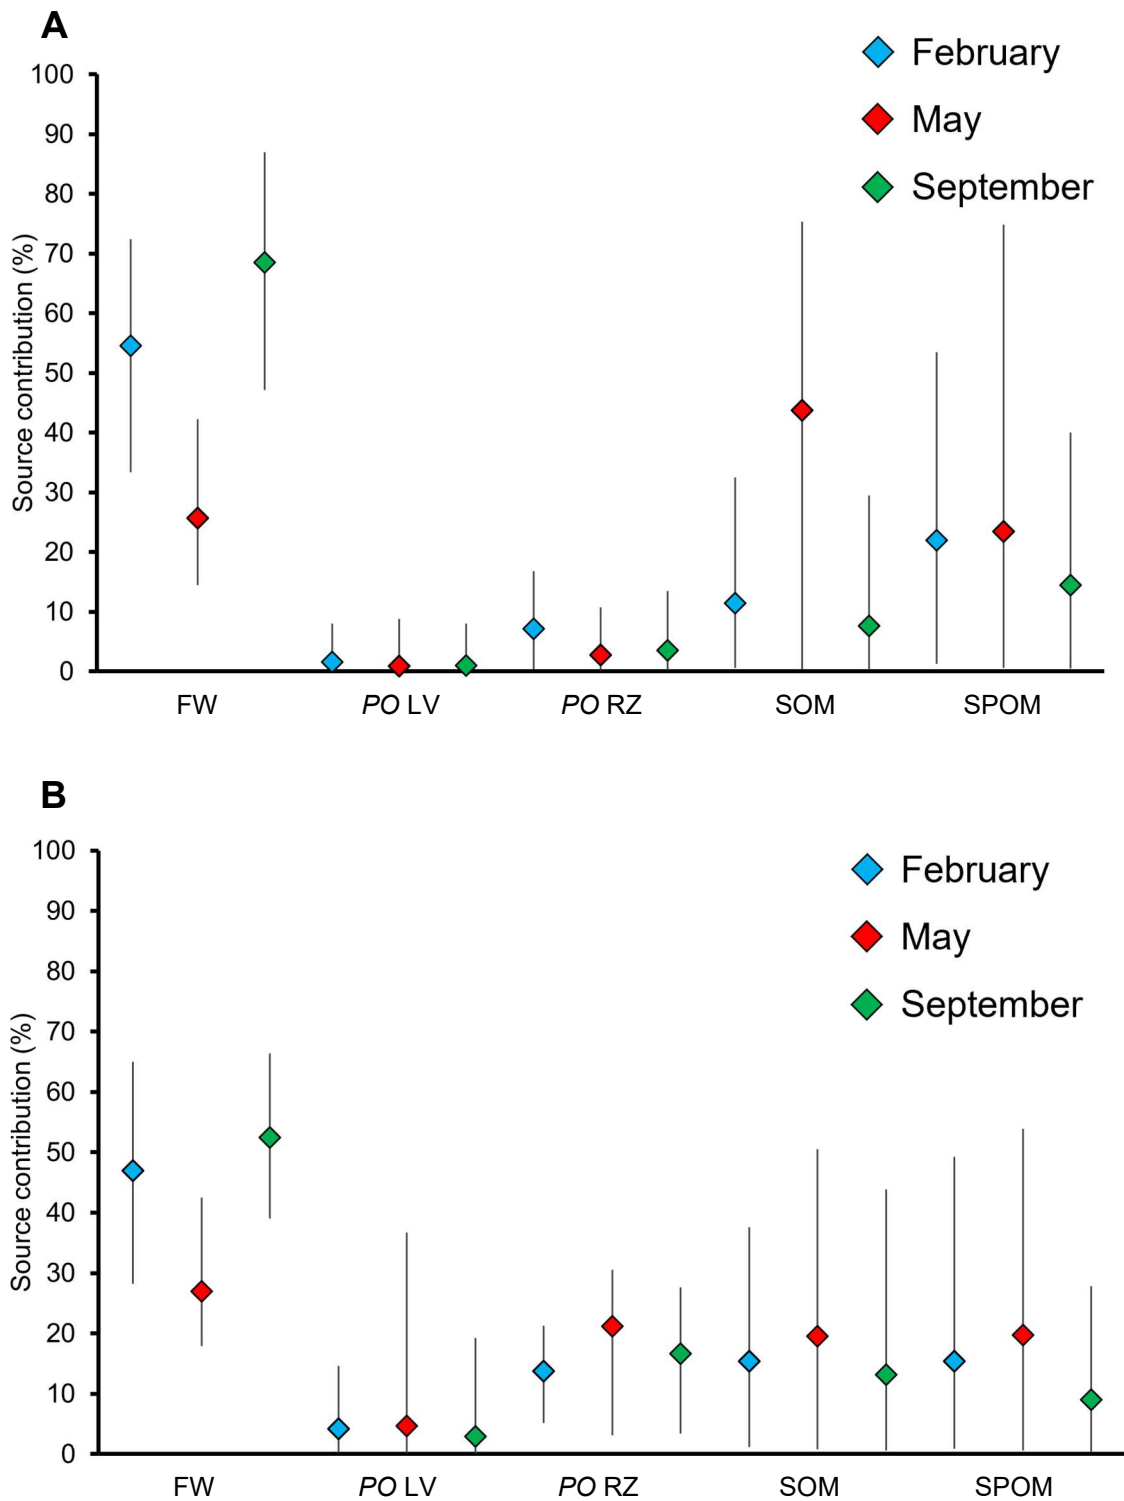 A
February
May
September
100
90
80
70
60
50
40
30
20
10
0
Source contribution (%)
FW PO LV PO RZ SOM SPOM
B
February
May
September
100
90
80
70
60
50
40
30
20
10
0
Source contribution (%)
FW PO LV PO RZ SOM SPOM